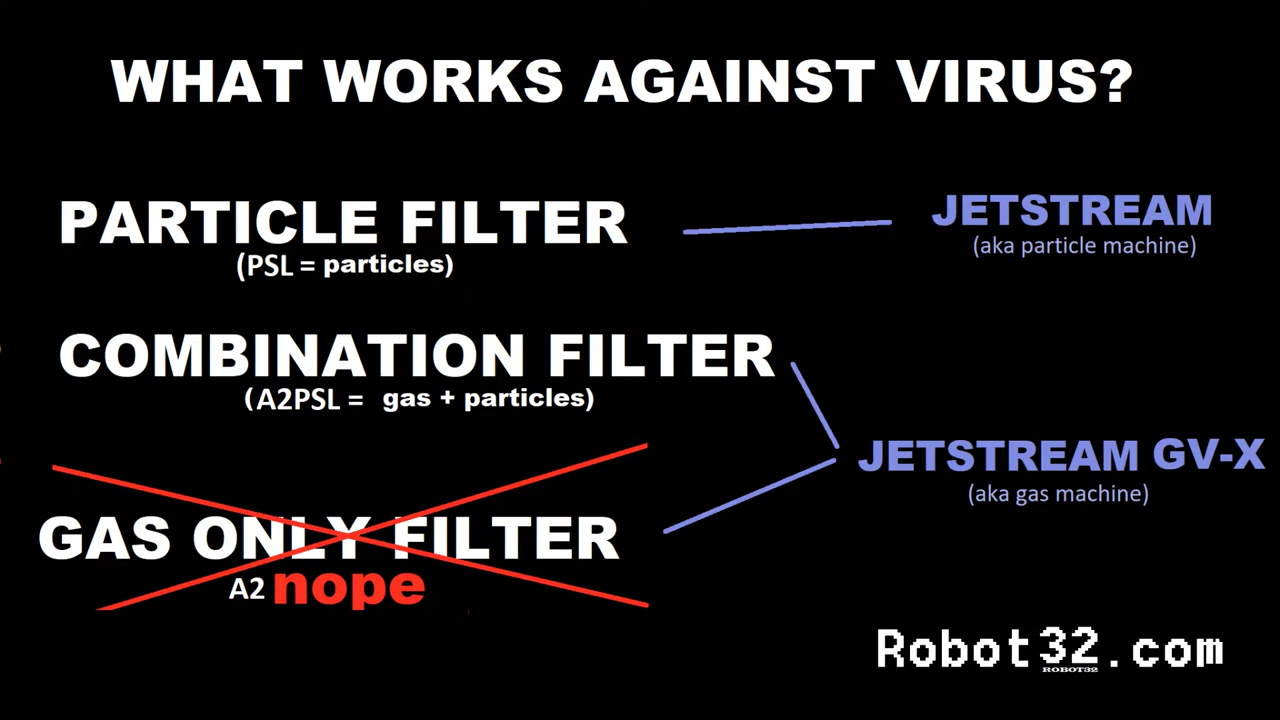 WHAT WORKS AGAINST VIRUS?
PARTICLE FILTER
(PSL = particles)
JETSTREAM
(aka particle machine)
COMBINATION FILTER
(A2PSL = gas + particles)
JETSTREAM GV-X
(aka gas machine)
GAS ONLY FILTER
A2 nope
Robot32.com
ROBOT32